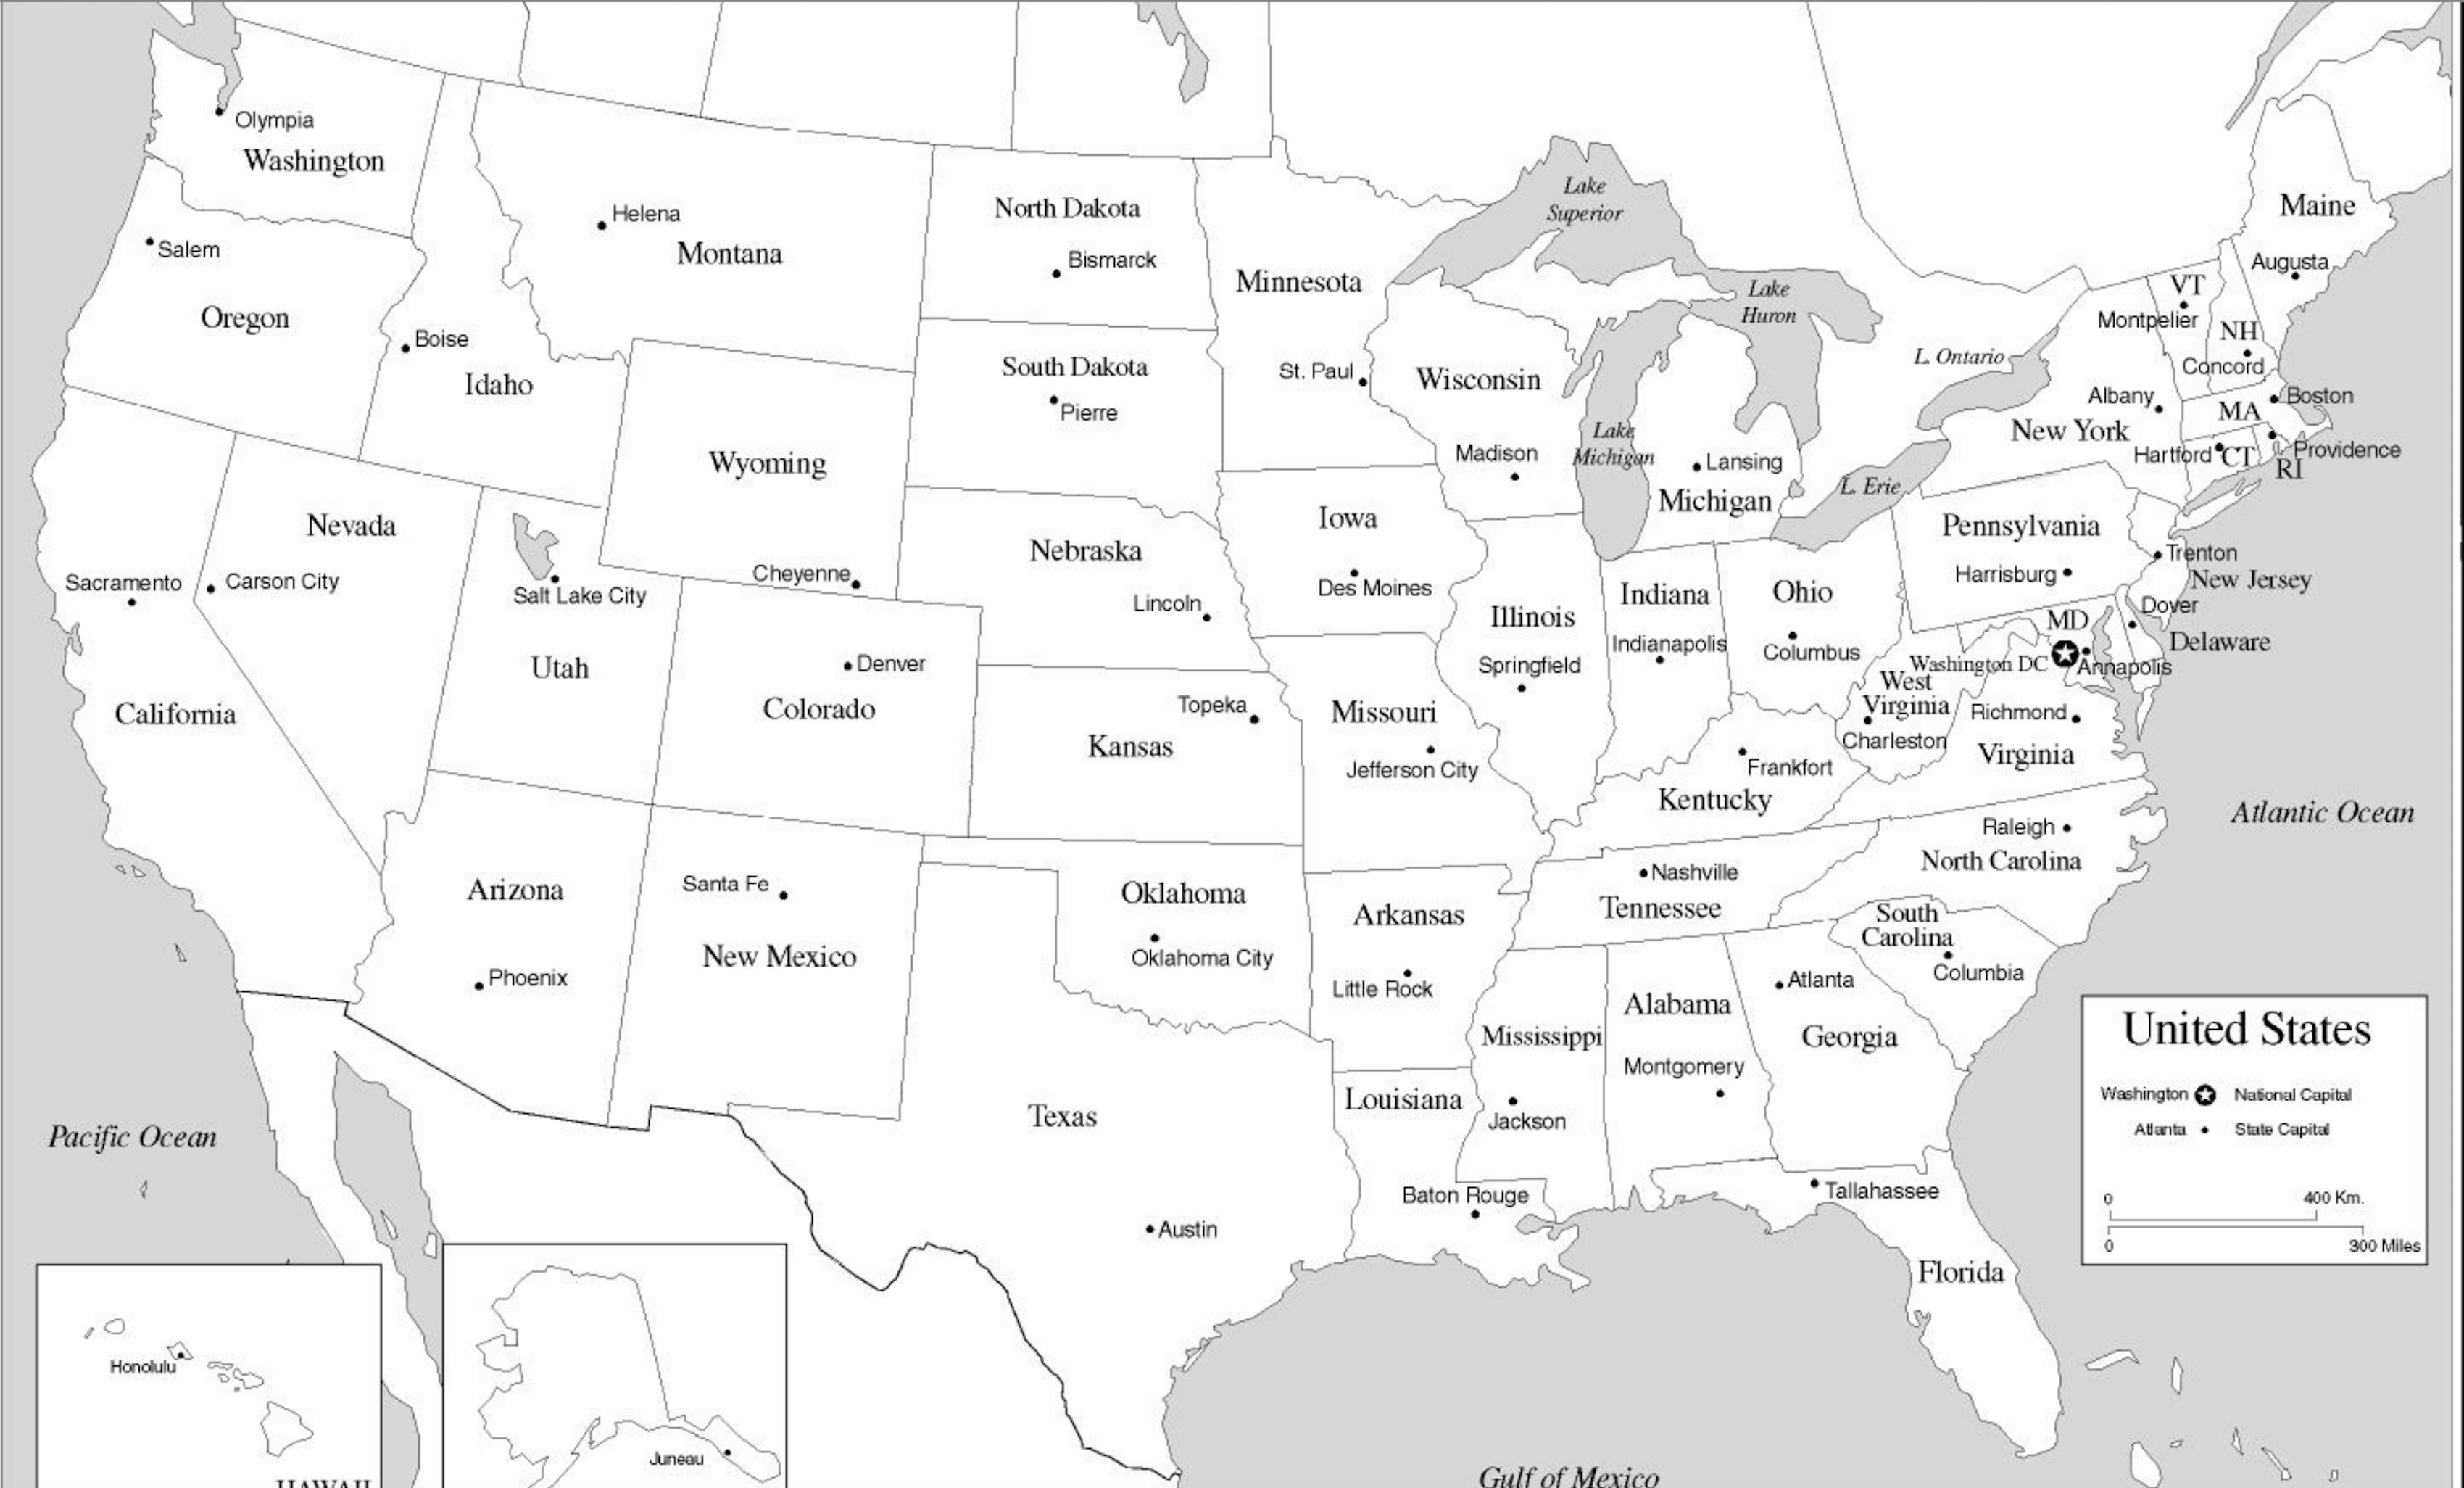 Olympia
Washington
Salem
Oregon
Helena
Montana
Boise
Idaho
North Dakota
Bismarck
South Dakota
Pierre
Minnesota
St. Paul
Wisconsin
Madison
Lake
Superior
Lake
Huron
Lake
Michigan
Lansing
Michigan
L. Ontario
L. Erie
Maine
Augusta
VT
Montpelier
NH
Concord
Albany
New York
Boston
MA
Hartford
CT
Providence
RI
Wyoming
Cheyenne
Nevada
Carson City
Sacramento
California
Salt Lake City
Utah
Denver
Colorado
Nebraska
Lincoln
Iowa
Des Moines
Illinois
Springfield
Indiana
Indianapolis
Ohio
Columbus
Pennsylvania
Harrisburg
Trenton
New Jersey
Dover
Delaware
MD
Washington DC
Annapolis
West
Virginia
Charleston
Richmond
Virginia
Topeka
Kansas
Missouri
Jefferson City
Frankfort
Kentucky
Raleigh
North Carolina
Nashville
Tennessee
South
Carolina
Columbia
Atlantic Ocean
Arizona
Phoenix
Santa Fe
New Mexico
Oklahoma
Oklahoma City
Arkansas
Little Rock
Mississippi
Jackson
Alabama
Montgomery
Atlanta
Georgia
Louisiana
Baton Rouge
Texas
Austin
Tallahassee
Florida
Pacific Ocean
Gulf of Mexico
Honolulu
HAWAII
Juneau
United States
Washington National Capital
Atlanta State Capital
0 400 Km.
0 300 Miles